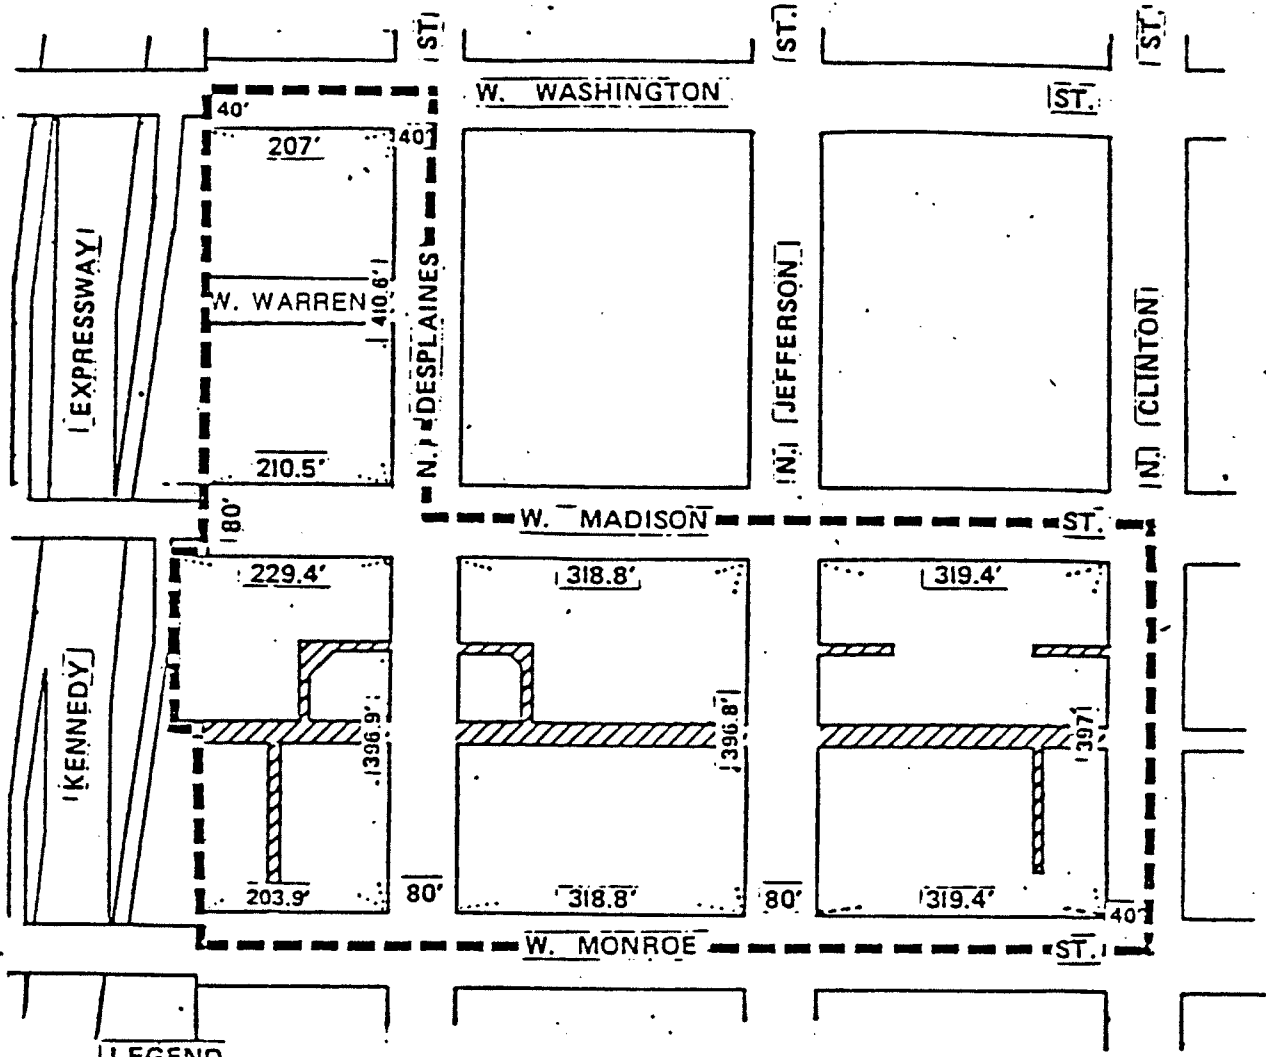 ST.
ST.
ST.
W. WASHINGTON ST.
40'
40'
207'
EXPRESSWAY
W. WARREN
410.6'
N. DESPLAINES
N. JEFFERSON
N. CLINTON
210.5'
80'
W. MADISON ST.
229.4'
318.8'
319.4'
KENNEDY
396.9'
396.8'
397'
203.9'
80'
318.8'
80'
319.4'
40'
W. MONROE ST.
LEGEND